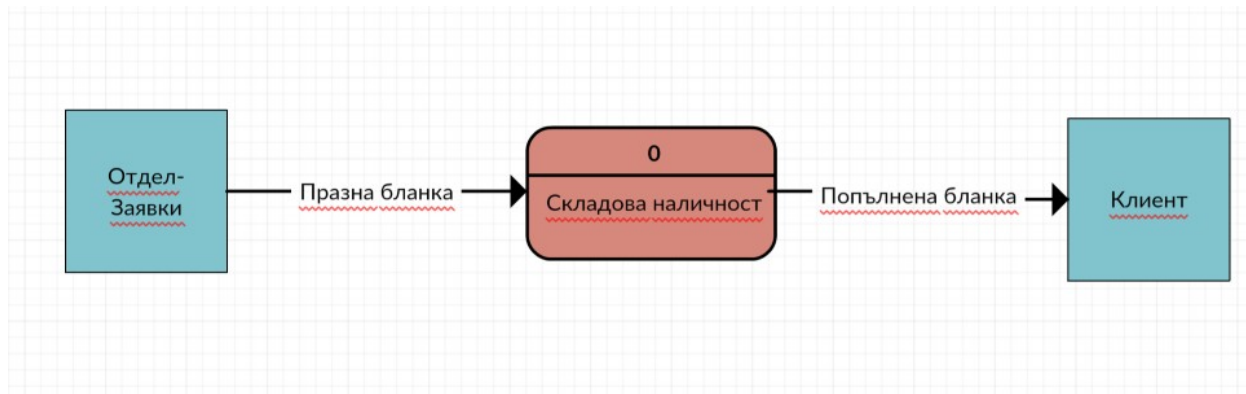 Отдел-
Заявки
Празна бланка
0
Складова наличност
Попълнена бланка
Клиент